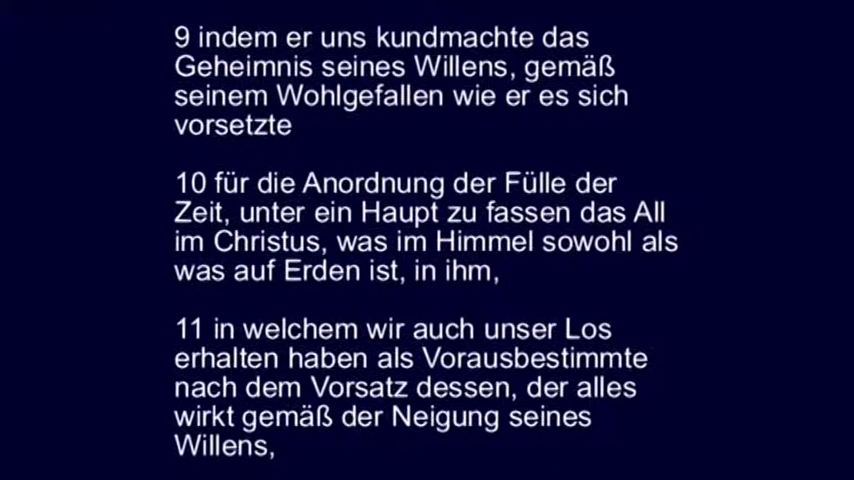 9 indem er uns kundmachte das
Geheimnis seines Willens, gemäß
seinem Wohlgefallen wie er es sich
vorsetzte
10 für die Anordnung der Fülle der
Zeit, unter ein Haupt zu fassen das All
im Christus, was im Himmel sowohl als
was auf Erden ist, in ihm,
11 in welchem wir auch unser Los
erhalten haben als Vorausbestimmte
nach dem Vorsatz dessen, der alles
wirkt gemäß der Neigung seines
Willens,